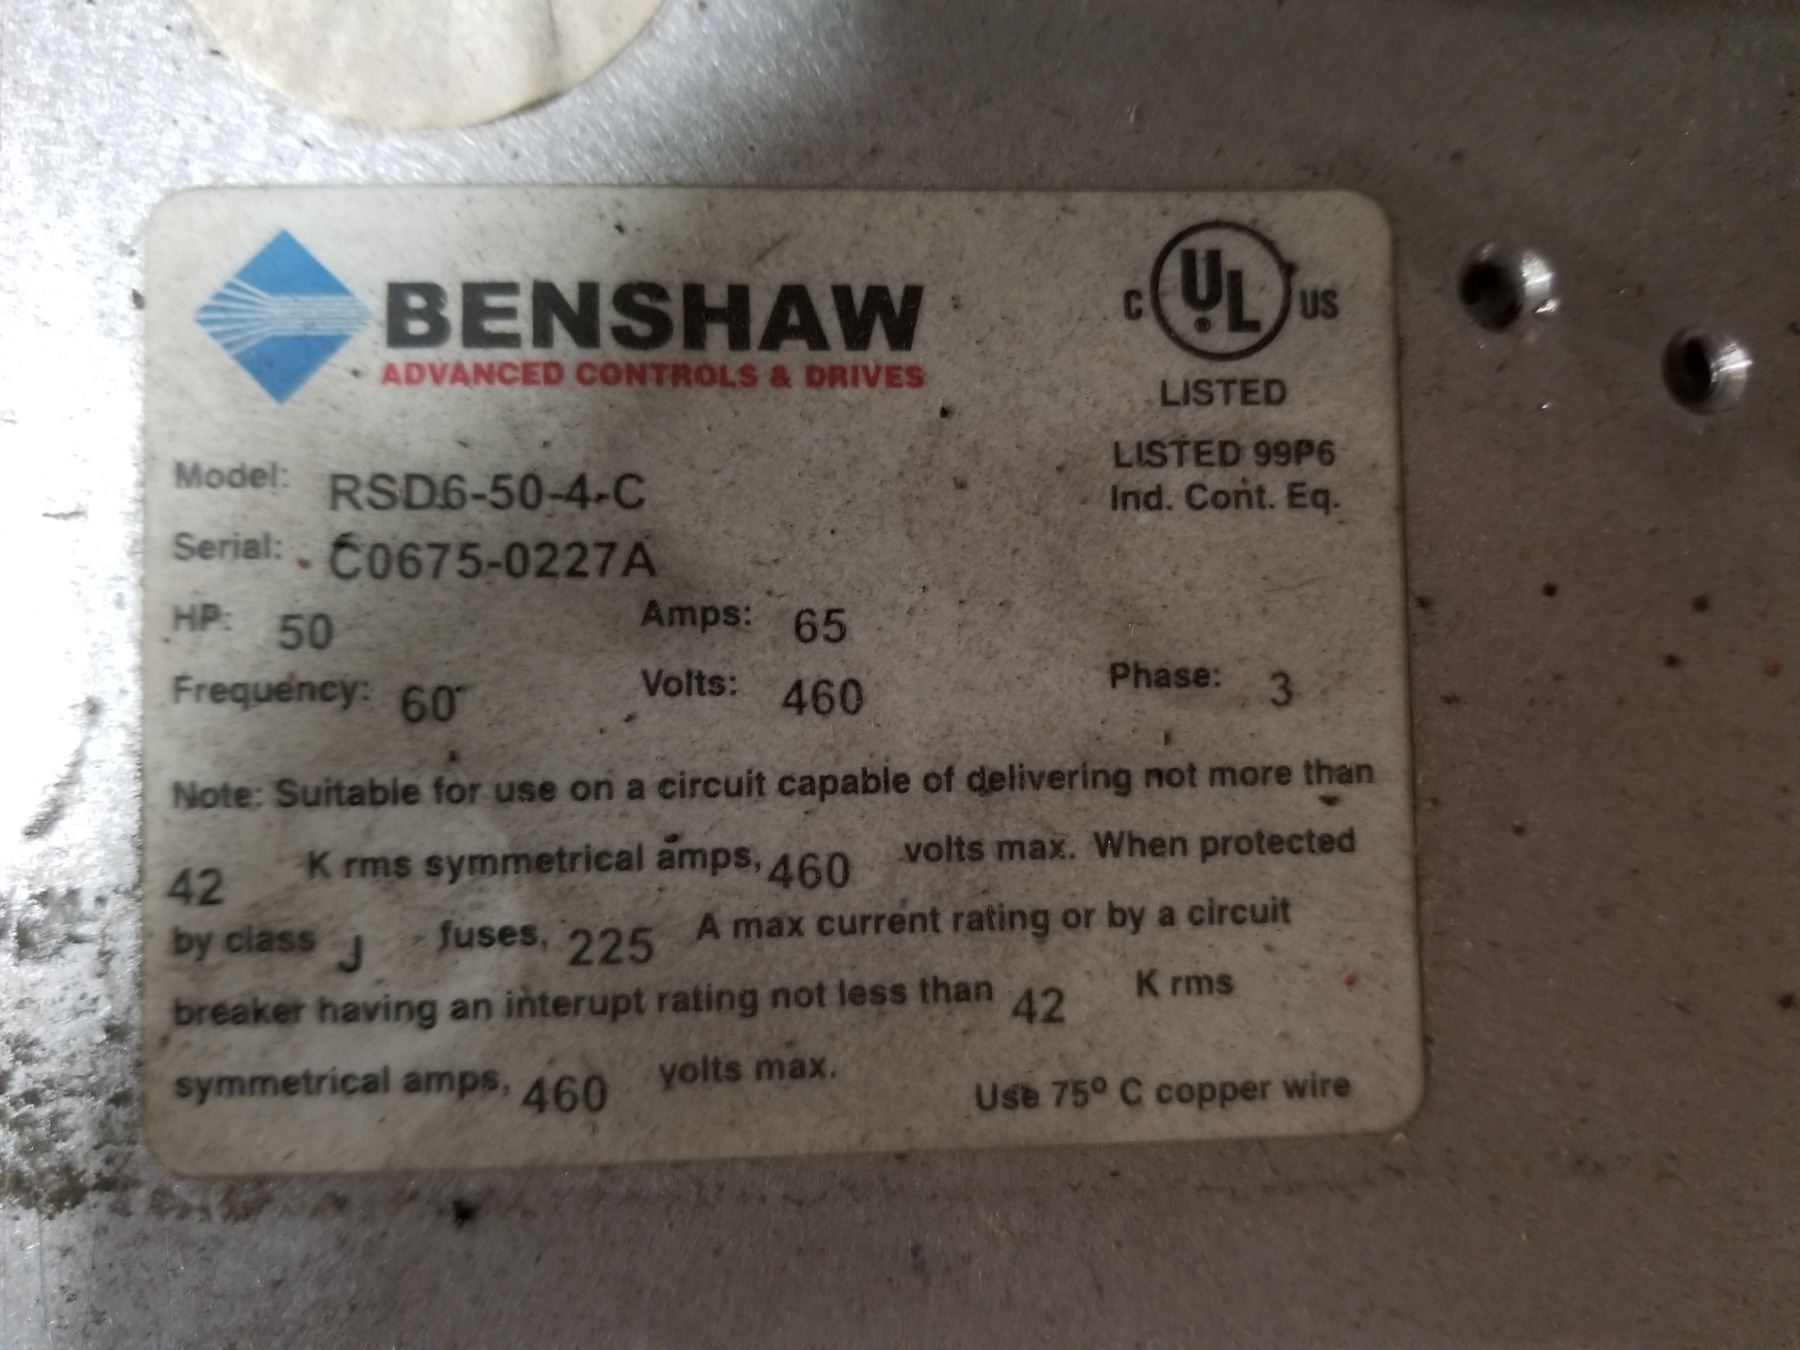 BENSHAW
ADVANCED CONTROLS & DRIVES
C UL US
LISTED
LISTED 99P6
Ind. Cont. Eq.
Model: RSD6-50-4-C
Serial: C0675-0227A
HP: 50 Amps: 65
Frequency: 60 Volts: 460 Phase: 3
Note: Suitable for use on a circuit capable of delivering not more than
42 K rms symmetrical amps, 460 volts max. When protected
by class J fuses, 225 A max current rating or by a circuit
breaker having an interupt rating not less than 42 K rms
symmetrical amps, 460 volts max. Use 75° C copper wire